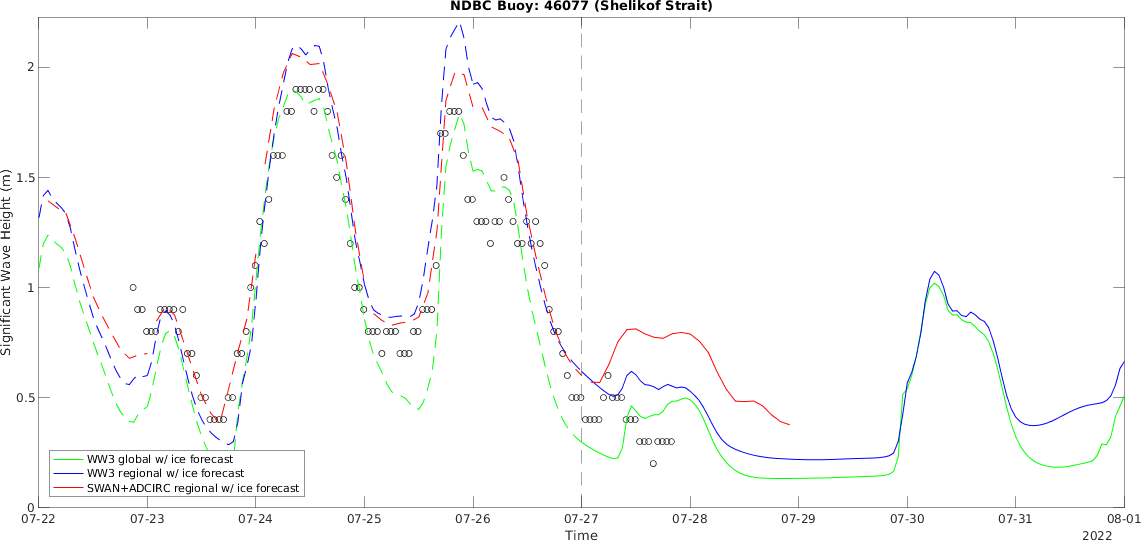 NDBC Buoy: 46077 (Shelikof Strait)
Significant Wave Height (m)
2
1.5
1
0.5
0
WW3 global w/ ice forecast
WW3 regional w/ ice forecast
SWAN+ADCIRC regional w/ ice forecast
07-22 07-23 07-24 07-25 07-26 07-27 07-28 07-29 07-30 07-31 08-01
Time
2022